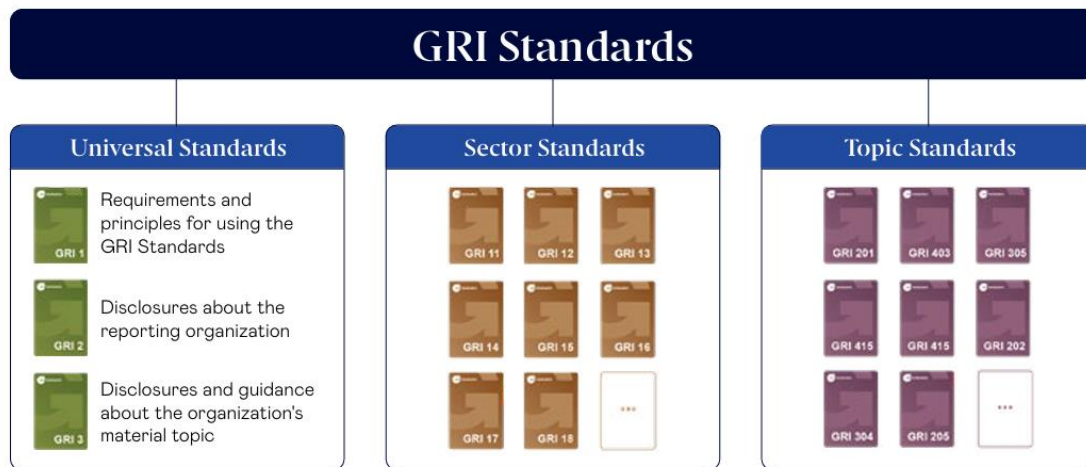 GRI Standards
Universal Standards
GRI 1
Requirements and
principles for using the
GRI Standards
GRI 2
Disclosures about the
reporting organization
GRI 3
Disclosures and guidance
about the organization's
material topic
Sector Standards
GRI 11
GRI 12
GRI 13
GRI 14
GRI 15
GRI 16
GRI 17
GRI 18
...
Topic Standards
GRI 201
GRI 403
GRI 305
GRI 415
GRI 415
GRI 202
GRI 304
GRI 205
...